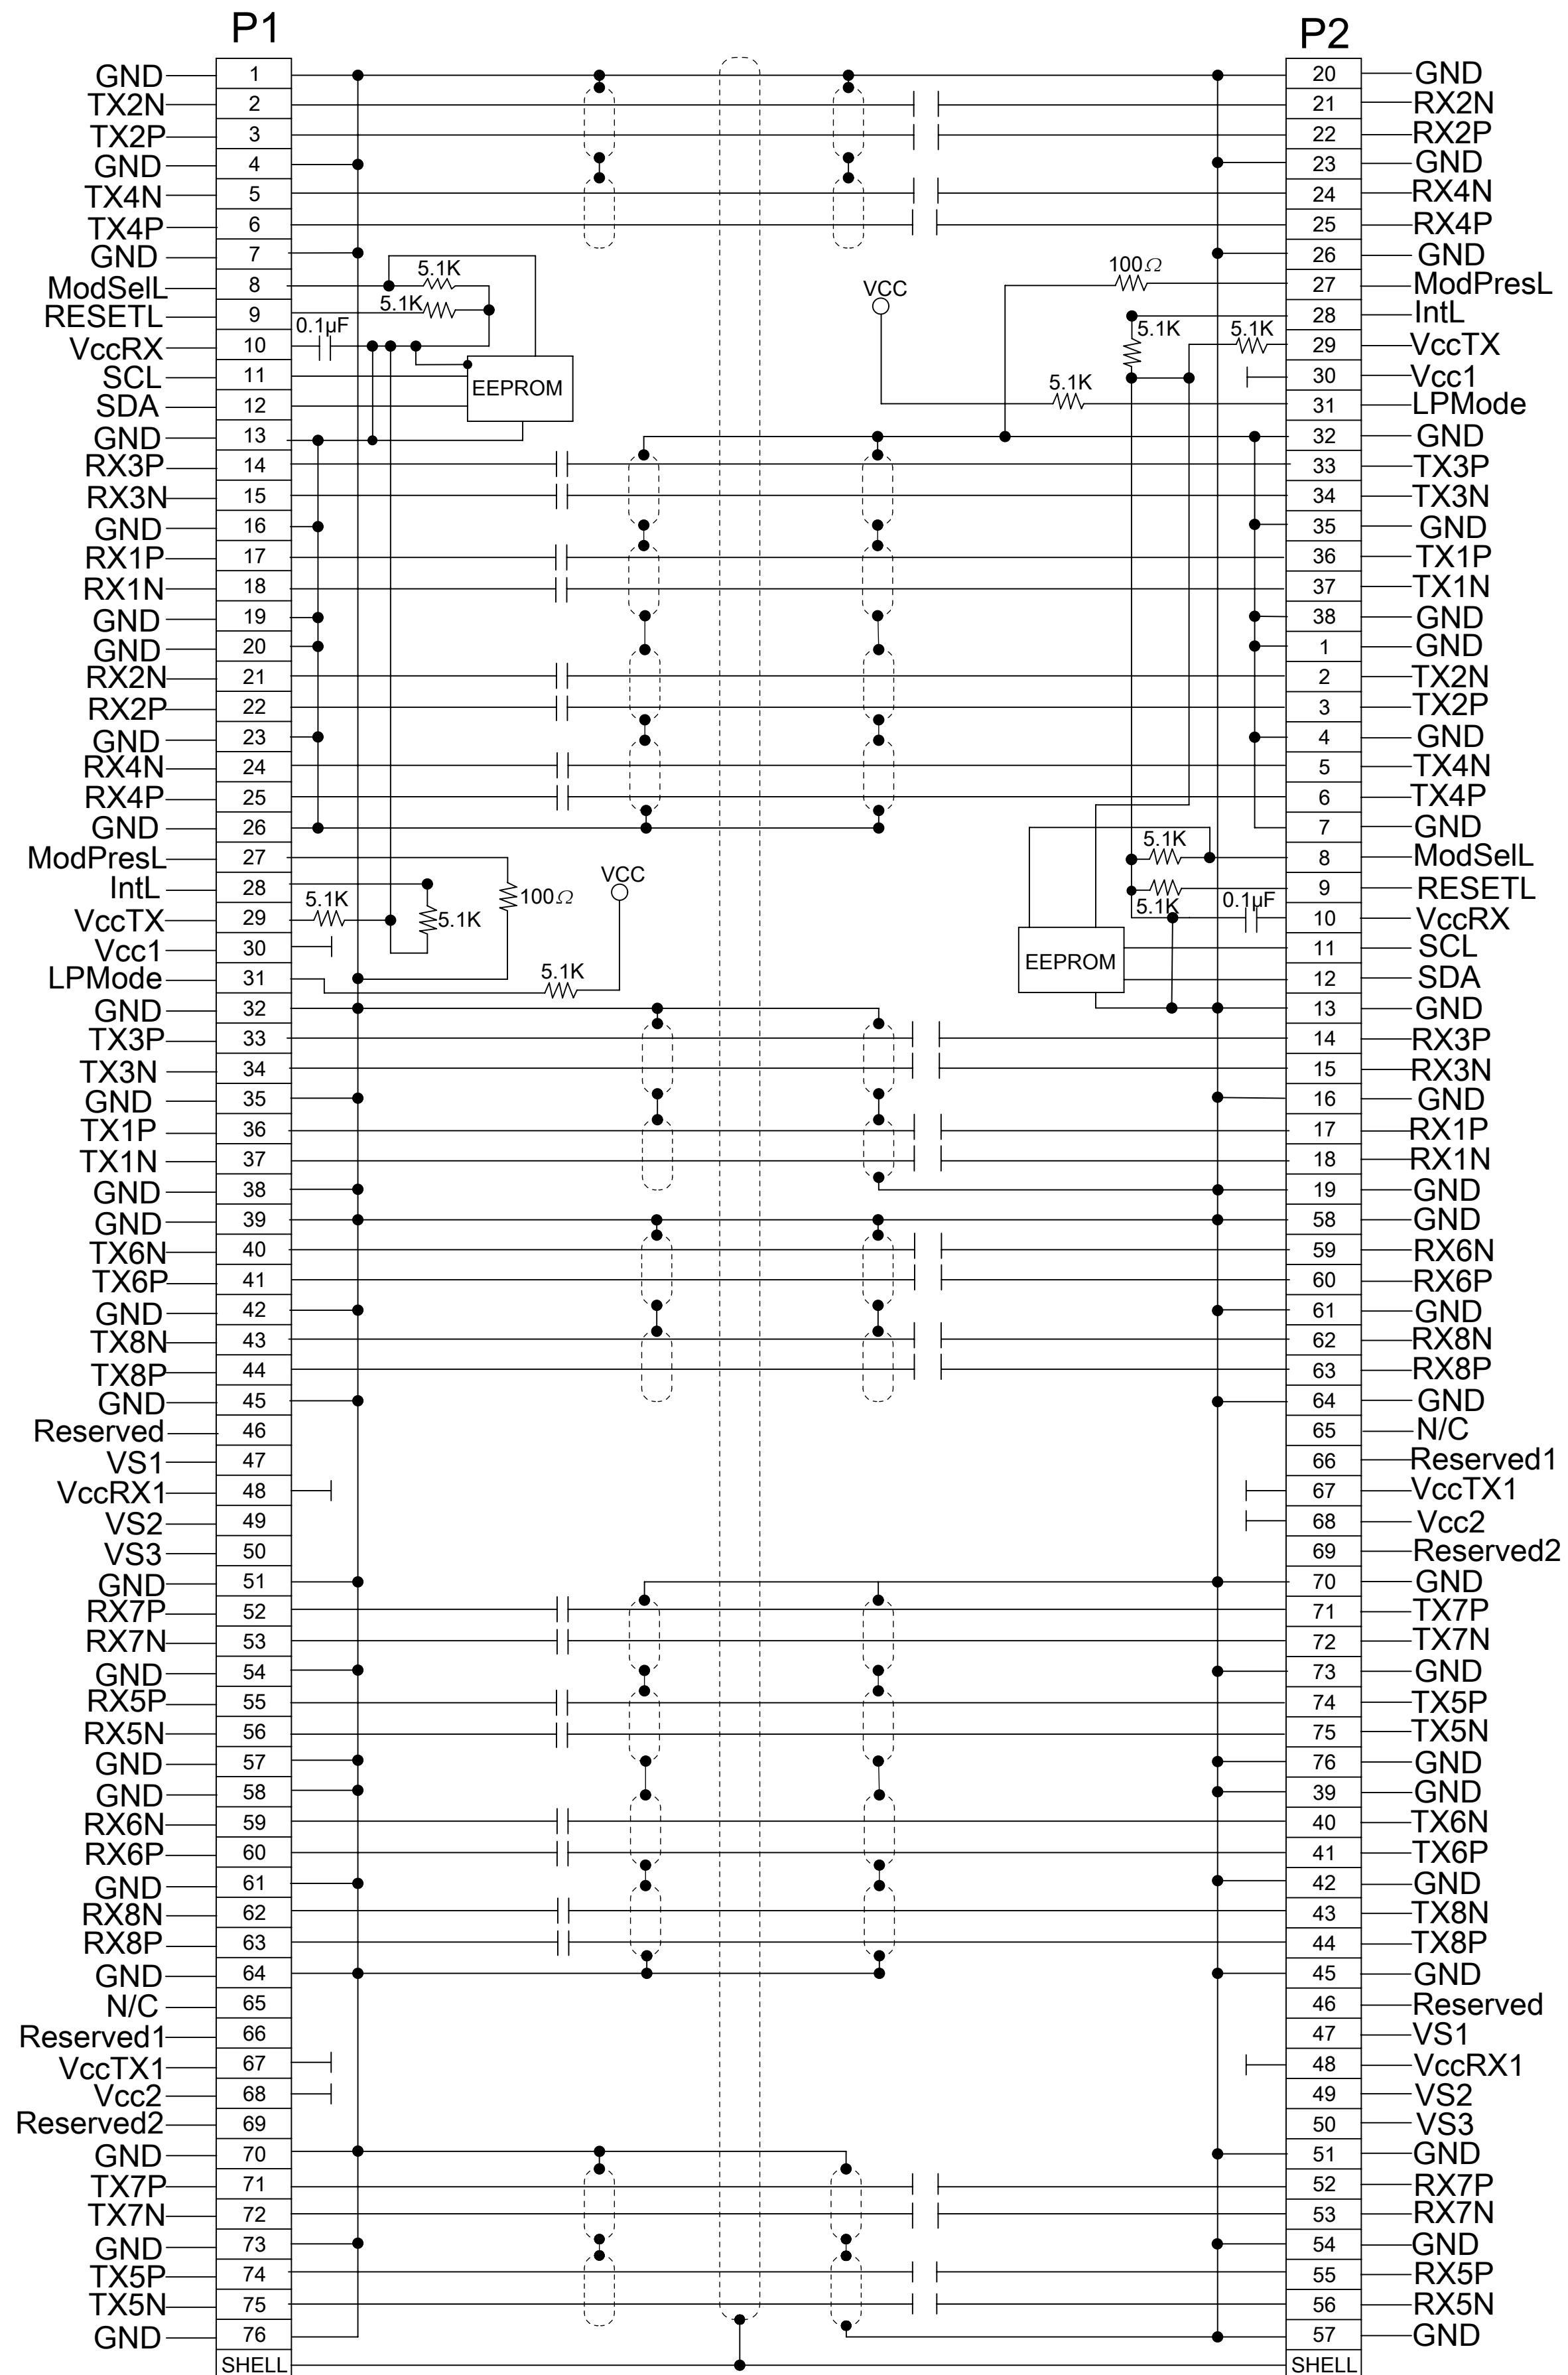 P1 P2
GND 1 20 GND
TX2N 2 21 RX2N
TX2P 3 22 RX2P
GND 4 23 GND
TX4N 5 24 RX4N
TX4P 6 25 RX4P
GND 7 26 GND
5.1K 100Ω
ModSelL 8 27 ModPresL
5.1K VCC
RESETL 9 28 IntL
0.1μF 5.1K 5.1K
VccRX 10 29 VccTX
SCL 11 30 Vcc1
EEPROM 5.1K
SDA 12 31 LPMode
GND 13 32 GND
RX3P 14 33 TX3P
RX3N 15 34 TX3N
GND 16 35 GND
RX1P 17 36 TX1P
RX1N 18 37 TX1N
GND 19 38 GND
GND 20 1 GND
RX2N 21 2 TX2N
RX2P 22 3 TX2P
GND 23 4 GND
RX4N 24 5 TX4N
RX4P 25 6 TX4P
GND 26 7 GND
5.1K
ModPresL 27 8 ModSelL
VCC
IntL 28 9 RESETL
5.1K 100Ω 5.1K 0.1μF
VccTX 29 5.1K 10 VccRX
Vcc1 30 11 SCL
EEPROM
LPMode 31 5.1K 12 SDA
GND 32 13 GND
TX3P 33 14 RX3P
TX3N 34 15 RX3N
GND 35 16 GND
TX1P 36 17 RX1P
TX1N 37 18 RX1N
GND 38 19 GND
GND 39 58 GND
TX6N 40 59 RX6N
TX6P 41 60 RX6P
GND 42 61 GND
TX8N 43 62 RX8N
TX8P 44 63 RX8P
GND 45 64 GND
Reserved 46 65 N/C
VS1 47 66 Reserved1
VccRX1 48 67 VccTX1
VS2 49 68 Vcc2
VS3 50 69 Reserved2
GND 51 70 GND
RX7P 52 71 TX7P
RX7N 53 72 TX7N
GND 54 73 GND
RX5P 55 74 TX5P
RX5N 56 75 TX5N
GND 57 76 GND
GND 58 39 GND
RX6N 59 40 TX6N
RX6P 60 41 TX6P
GND 61 42 GND
RX8N 62 43 TX8N
RX8P 63 44 TX8P
GND 64 45 GND
N/C 65 46 Reserved
Reserved1 66 47 VS1
VccTX1 67 48 VccRX1
Vcc2 68 49 VS2
Reserved2 69 50 VS3
GND 70 51 GND
TX7P 71 52 RX7P
TX7N 72 53 RX7N
GND 73 54 GND
TX5P 74 55 RX5P
TX5N 75 56 RX5N
GND 76 57 GND
SHELL SHELL